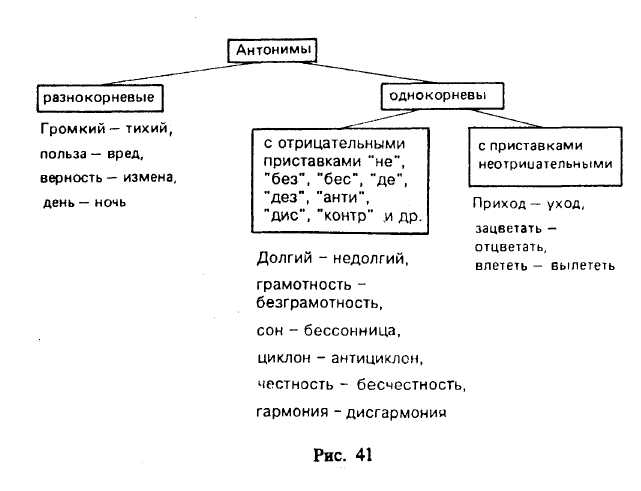 Антонимы
разнокорневые
Громкий – тихий,
польза – вред,
верность – измена,
день – ночь
однокорневы
с отрицательными
приставками "не",
"без", "бес", "де",
"дез", "анти",
"дис", "контр" и др.
Долгий – недолгий,
грамотность –
безграмотность,
сон – бессонница,
циклон – антициклон,
честность – бесчестность,
гармония – дисгармония
с приставками
неотрицательными
Приход – уход,
зацветать –
отцветать,
влететь – вылететь
Рис. 41